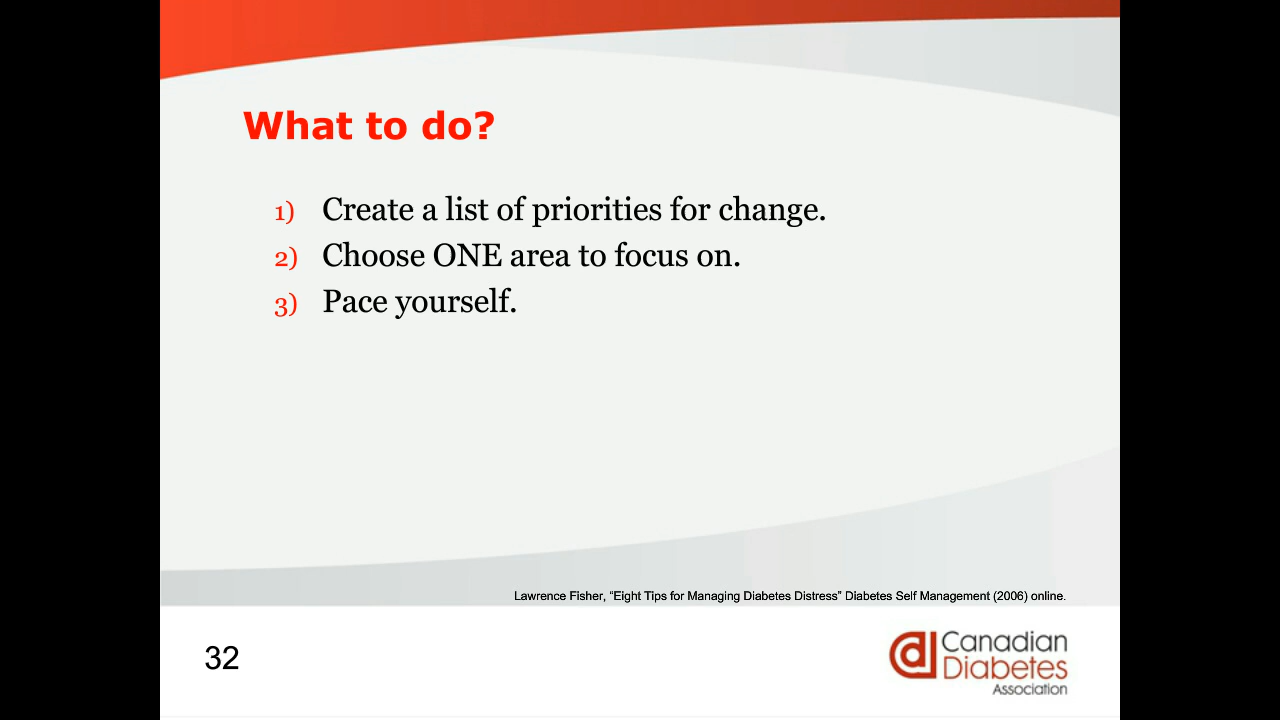 What to do?
1) Create a list of priorities for change.
2) Choose ONE area to focus on.
3) Pace yourself.
Lawrence Fisher, “Eight Tips for Managing Diabetes Distress” Diabetes Self Management (2006) online.
32
Canadian
Diabetes
Association